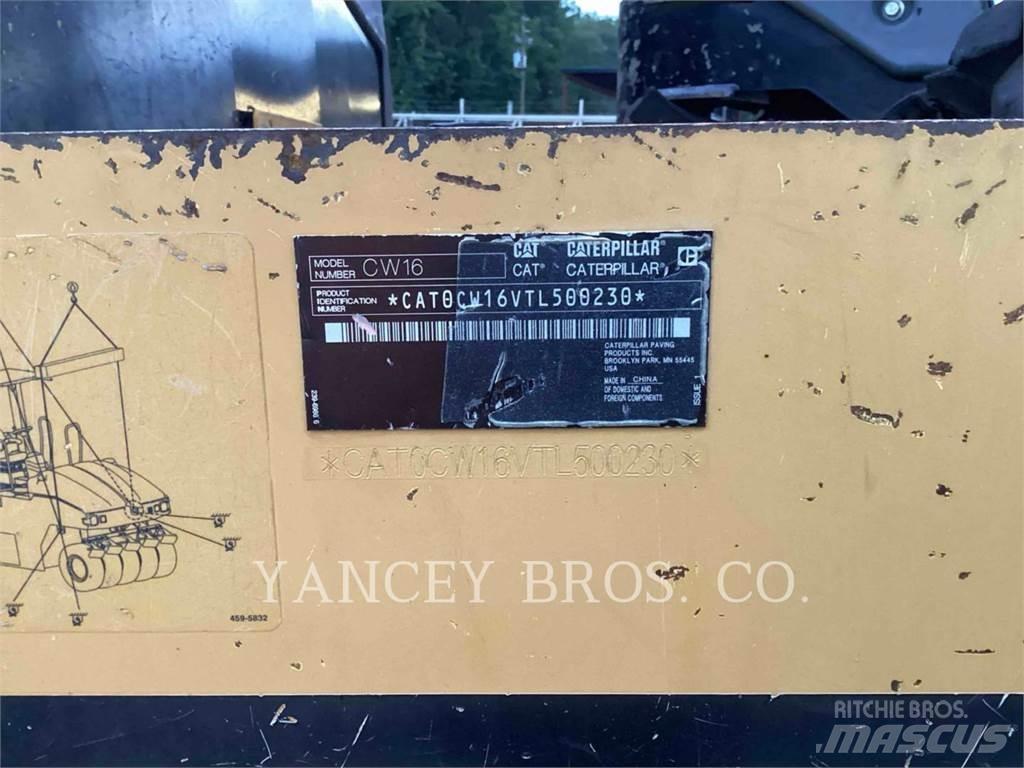 MODEL NUMBER CW16
CAT CATERPILLAR®
CAT® CATERPILLAR®
PRODUCT IDENTIFICATION NUMBER *CAT0CW16VTL500230*
CATERPILLAR PAVING
PRODUCTS INC.
BROOKLYN PARK, MN 55445
USA
MADE IN CHINA
OF DOMESTIC AND
FOREIGN COMPONENTS
ISSUE 1
*CAT0CW16VTL500230*
459-5832
YANCEY BROS. CO.
RITCHIE BROS.
MASCUS